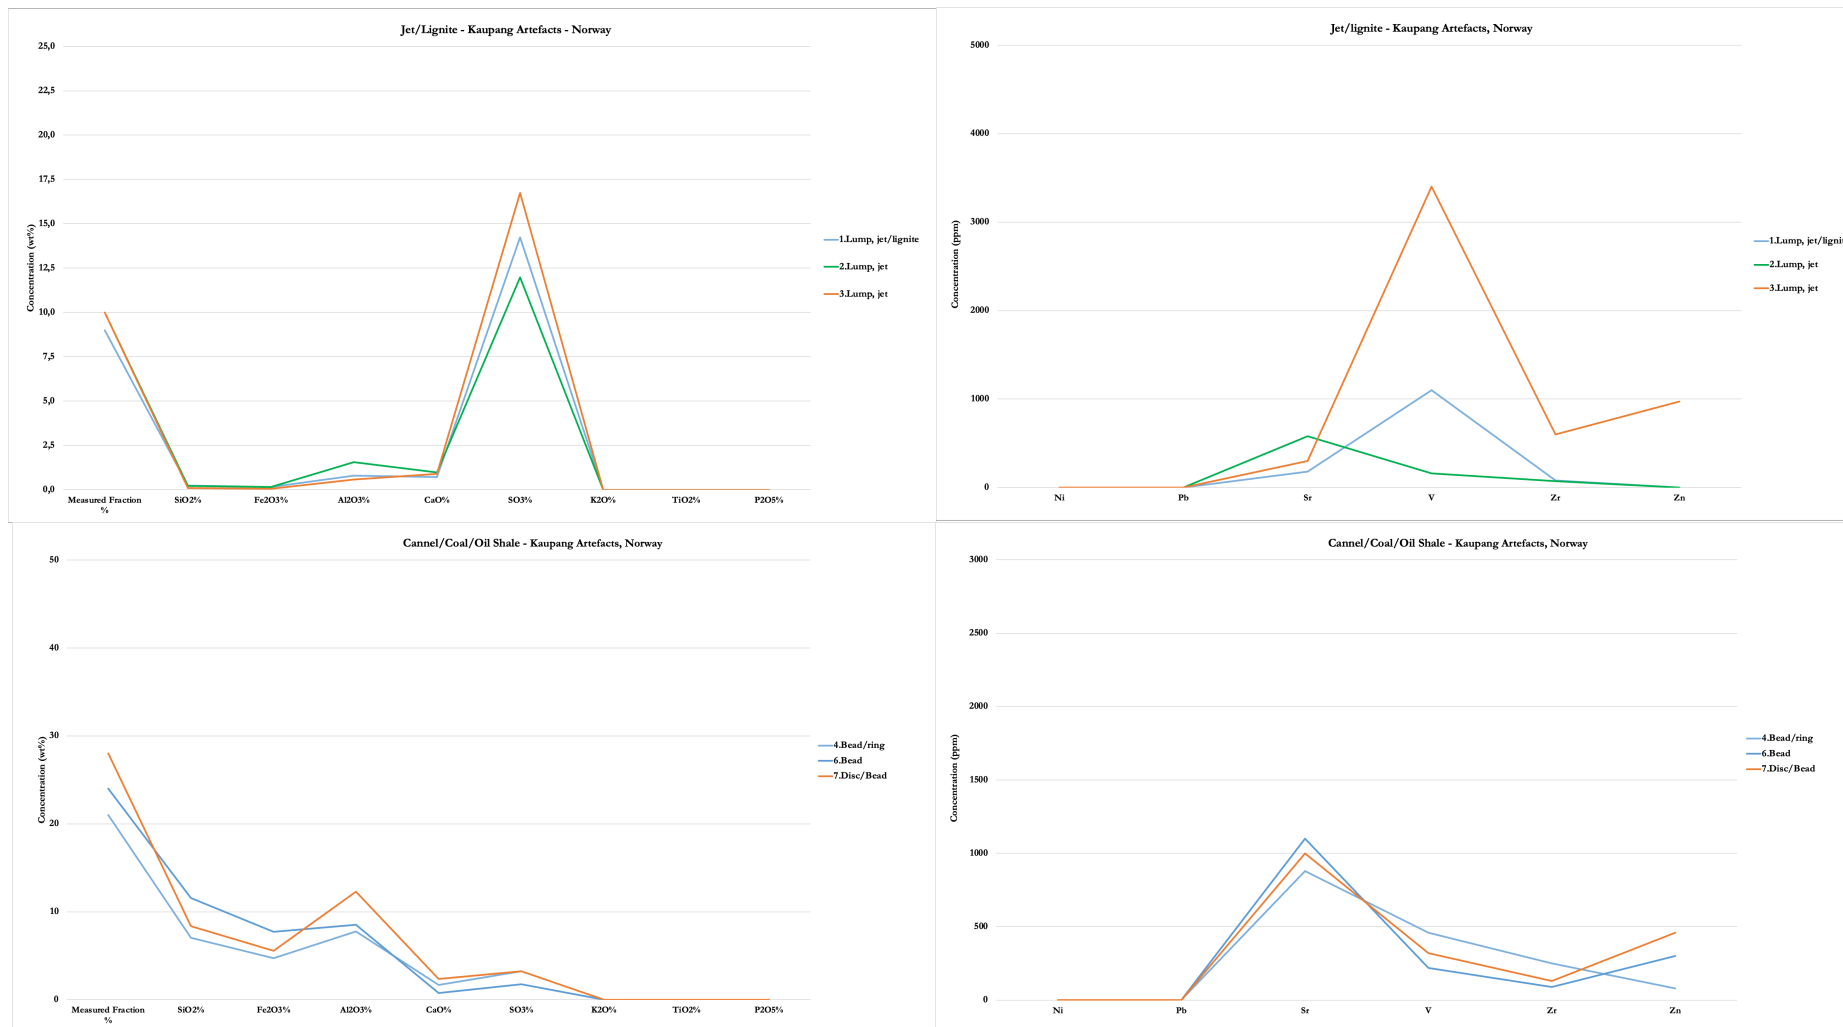 Jet/Lignite - Kaupang Artefacts - Norway
25,0
22,5
20,0
17,5
15,0
12,5
10,0
7,5
5,0
2,5
0,0
Concentration (wt%)
Measured Fraction
%
SiO2%
Fe2O3%
Al2O3%
CaO%
SO3%
K2O%
TiO2%
P2O5%
1.Lump, jet/lignite
2.Lump, jet
3.Lump, jet
Jet/lignite - Kaupang Artefacts, Norway
5000
4000
3000
2000
1000
0
Concentration (ppm)
Ni
Pb
Sr
V
Zr
Zn
1.Lump, jet/lignit
2.Lump, jet
3.Lump, jet
Cannel/Coal/Oil Shale - Kaupang Artefacts, Norway
50
40
30
20
10
0
Concentration (wt%)
Measured Fraction
%
SiO2%
Fe2O3%
Al2O3%
CaO%
SO3%
K2O%
TiO2%
P2O5%
4.Bead/ring
6.Bead
7.Disc/Bead
Cannel/Coal/Oil Shale - Kaupang Artefacts, Norway
3000
2500
2000
1500
1000
500
0
Concentration (ppm)
Ni
Pb
Sr
V
Zr
Zn
4.Bead/ring
6.Bead
7.Disc/Bead